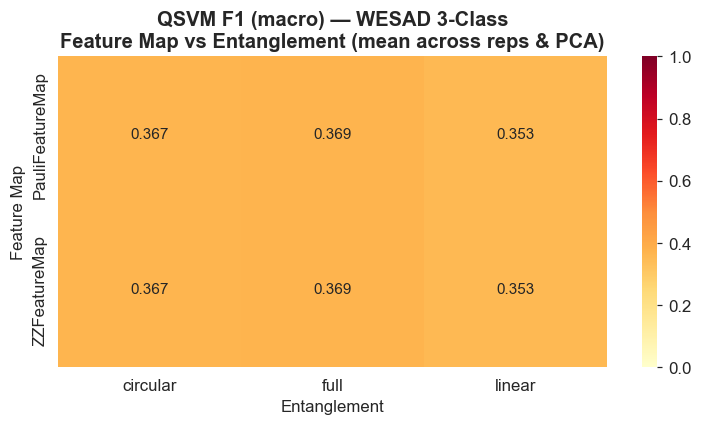 QSVM F1 (macro) — WESAD 3-Class
Feature Map vs Entanglement (mean across reps & PCA)
Feature Map
PauliFeatureMap
0.367 0.369 0.353
ZZFeatureMap
0.367 0.369 0.353
circular full linear
Entanglement
1.0
0.8
0.6
0.4
0.2
0.0